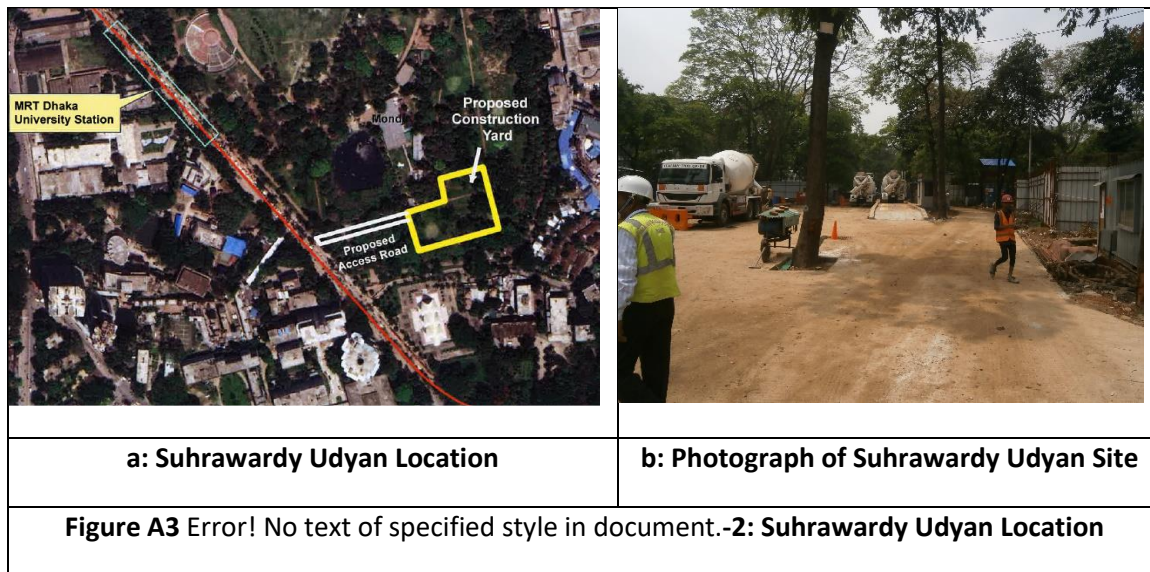 MRT Dhaka
University Station
Proposed
Construction
Yard
Proposed
Access Road
a: Suhrawardy Udyan Location
b: Photograph of Suhrawardy Udyan Site
Figure A3 Error! No text of specified style in document.-2: Suhrawardy Udyan Location